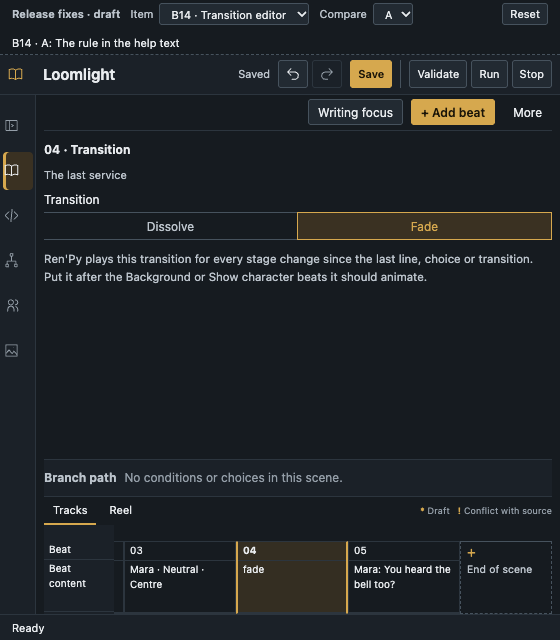 Release fixes · draft Item B14 · Transition editor Compare A Reset
B14 · A: The rule in the help text
Loomlight Saved Save Validate Run Stop
Writing focus + Add beat More
04 · Transition
The last service
Transition
Dissolve Fade
Ren'Py plays this transition for every stage change since the last line, choice or transition.
Put it after the Background or Show character beats it should animate.
Branch path No conditions or choices in this scene.
Tracks Reel * Draft ! Conflict with source
Beat 03 04 05 +
Beat content Mara · Neutral · Centre fade Mara: You heard the bell too? End of scene
Ready